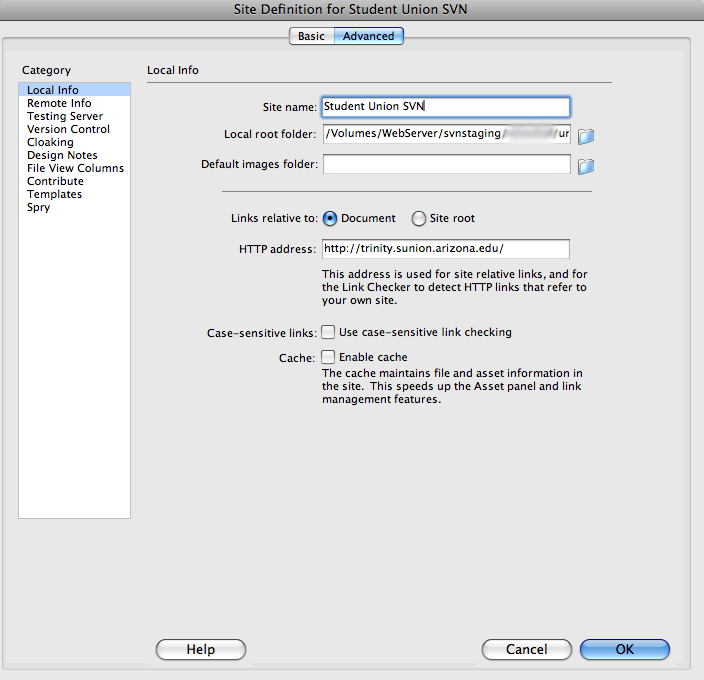 Site Definition for Student Union SVN
Basic Advanced
Category
Local Info
Remote Info
Testing Server
Version Control
Cloaking
Design Notes
File View Columns
Contribute
Templates
Spry
Local Info
Site name: Student Union SVN
Local root folder: /Volumes/WebServer/svnstaging/ /ur
Default images folder:
Links relative to: Document Site root
HTTP address: http://trinity.sunion.arizona.edu/
This address is used for site relative links, and for
the Link Checker to detect HTTP links that refer to
your own site.
Case-sensitive links: Use case-sensitive link checking
Cache: Enable cache
The cache maintains file and asset information in
the site. This speeds up the Asset panel and link
management features.
Help Cancel OK